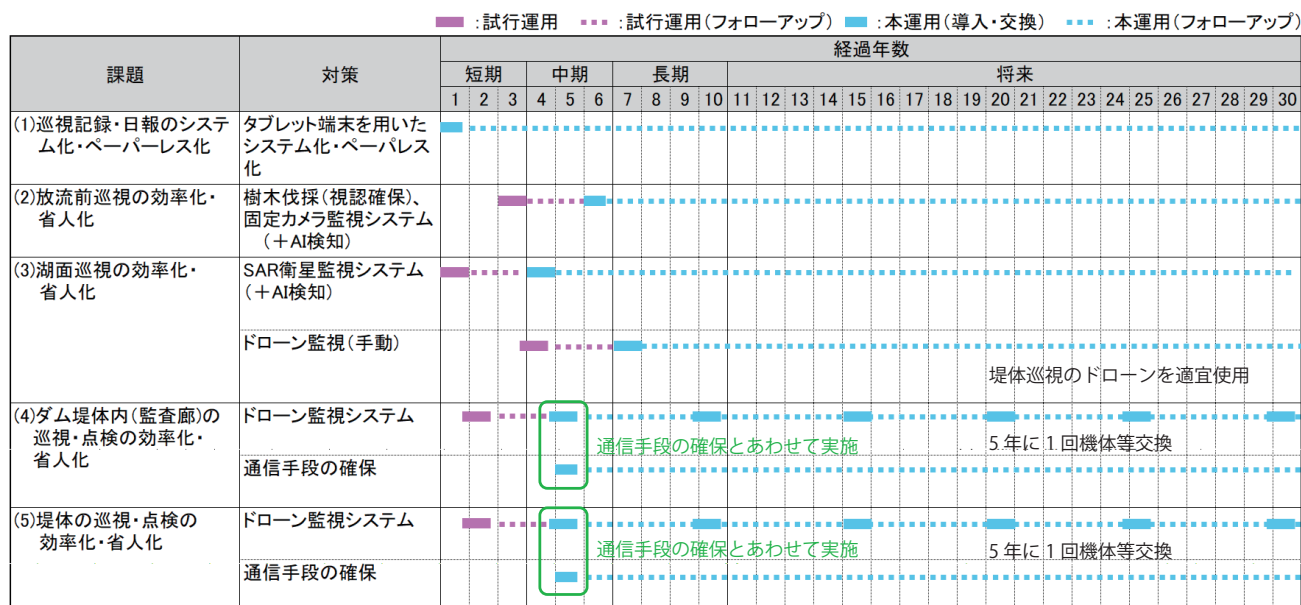 :試行運用 :試行運用(フォローアップ) :本運用(導入・交換) :本運用(フォローアップ)
課題 対策 経過年数
短期 中期 長期 将来
1 2 3 4 5 6 7 8 9 10 11 12 13 14 15 16 17 18 19 20 21 22 23 24 25 26 27 28 29 30
(1)巡視記録・日報のシステ
ム化・ペーパーレス化
タブレット端末を用いた
システム化・ペーパレス
化
(2)放流前巡視の効率化・
省人化
樹木伐採(視認確保)、
固定カメラ監視システム
(+AI検知)
(3)湖面巡視の効率化・
省人化
SAR衛星監視システム
(+AI検知)
ドローン監視(手動)
堤体巡視のドローンを適宜使用
(4)ダム堤体内(監査廊)の
巡視・点検の効率化・
省人化
ドローン監視システム
通信手段の確保とあわせて実施
5年に1回機体等交換
通信手段の確保
(5)堤体の巡視・点検の
効率化・省人化
ドローン監視システム
通信手段の確保とあわせて実施
5年に1回機体等交換
通信手段の確保